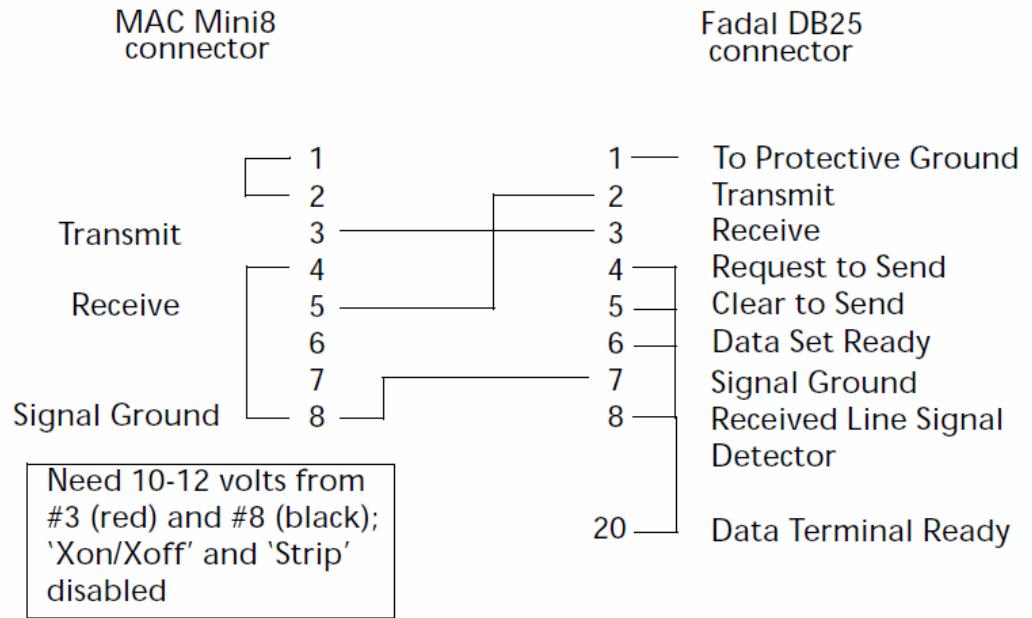 MAC Mini8
connector
Fadal DB25
connector
1
2
Transmit 3
4
Receive 5
6
7
Signal Ground 8
1 To Protective Ground
2 Transmit
3 Receive
4 Request to Send
5 Clear to Send
6 Data Set Ready
7 Signal Ground
8 Received Line Signal
Detector
20 Data Terminal Ready
Need 10-12 volts from
#3 (red) and #8 (black);
‘Xon/Xoff’ and ‘Strip’
disabled